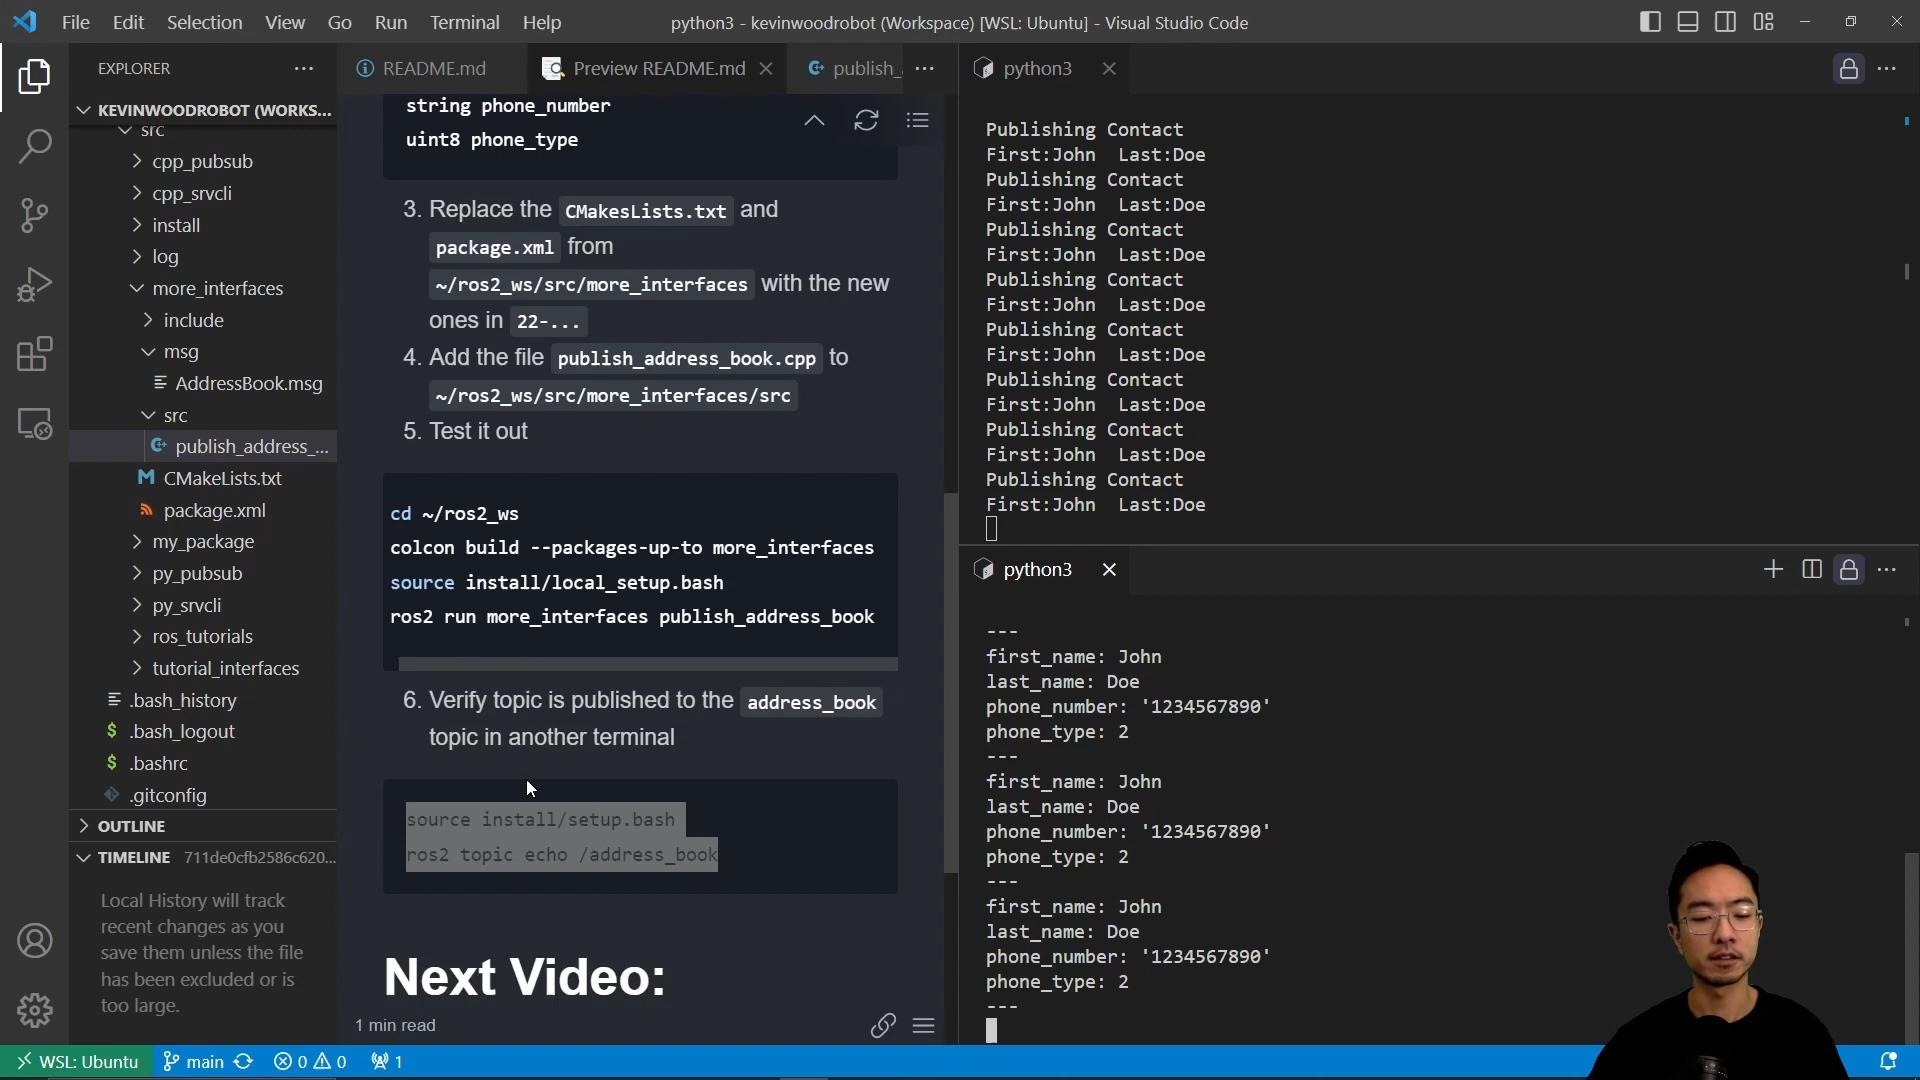 File Edit Selection View Go Run Terminal Help
python3 - kevinwoodrobot (Workspace) [WSL: Ubuntu] - Visual Studio Code
EXPLORER
KEVINWOODROBOT (WORKS...
src
cpp_pubsub
cpp_srvcli
install
log
more_interfaces
include
msg
AddressBook.msg
src
publish_address_...
CMakeLists.txt
package.xml
my_package
py_pubsub
py_srvcli
ros_tutorials
tutorial_interfaces
.bash_history
.bash_logout
.bashrc
.gitconfig
OUTLINE
TIMELINE 711de0cfb2586c620...
Local History will track
recent changes as you
save them unless the file
has been excluded or is
too large.
README.md
Preview README.md
publish_
string phone_number
uint8 phone_type
3. Replace the CMakesLists.txt and
package.xml from
~/ros2_ws/src/more_interfaces with the new
ones in 22-...
4. Add the file publish_address_book.cpp to
~/ros2_ws/src/more_interfaces/src
5. Test it out
cd ~/ros2_ws
colcon build --packages-up-to more_interfaces
source install/local_setup.bash
ros2 run more_interfaces publish_address_book
6. Verify topic is published to the address_book
topic in another terminal
source install/setup.bash
ros2 topic echo /address_book
Next Video:
1 min read
python3
Publishing Contact
First:John  Last:Doe
Publishing Contact
First:John  Last:Doe
Publishing Contact
First:John  Last:Doe
Publishing Contact
First:John  Last:Doe
Publishing Contact
First:John  Last:Doe
Publishing Contact
First:John  Last:Doe
Publishing Contact
First:John  Last:Doe
Publishing Contact
First:John  Last:Doe
python3
---
first_name: John
last_name: Doe
phone_number: '1234567890'
phone_type: 2
---
first_name: John
last_name: Doe
phone_number: '1234567890'
phone_type: 2
---
first_name: John
last_name: Doe
phone_number: '1234567890'
phone_type: 2
---
WSL: Ubuntu main 0 0 1